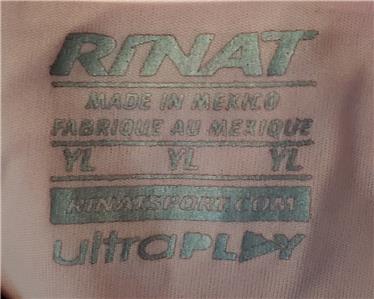 RINAT
MADE IN MEXICO
FABRIQUE AU MEXIQUE
YL YL YL
RINATSPORT.COM
ultraPLAY